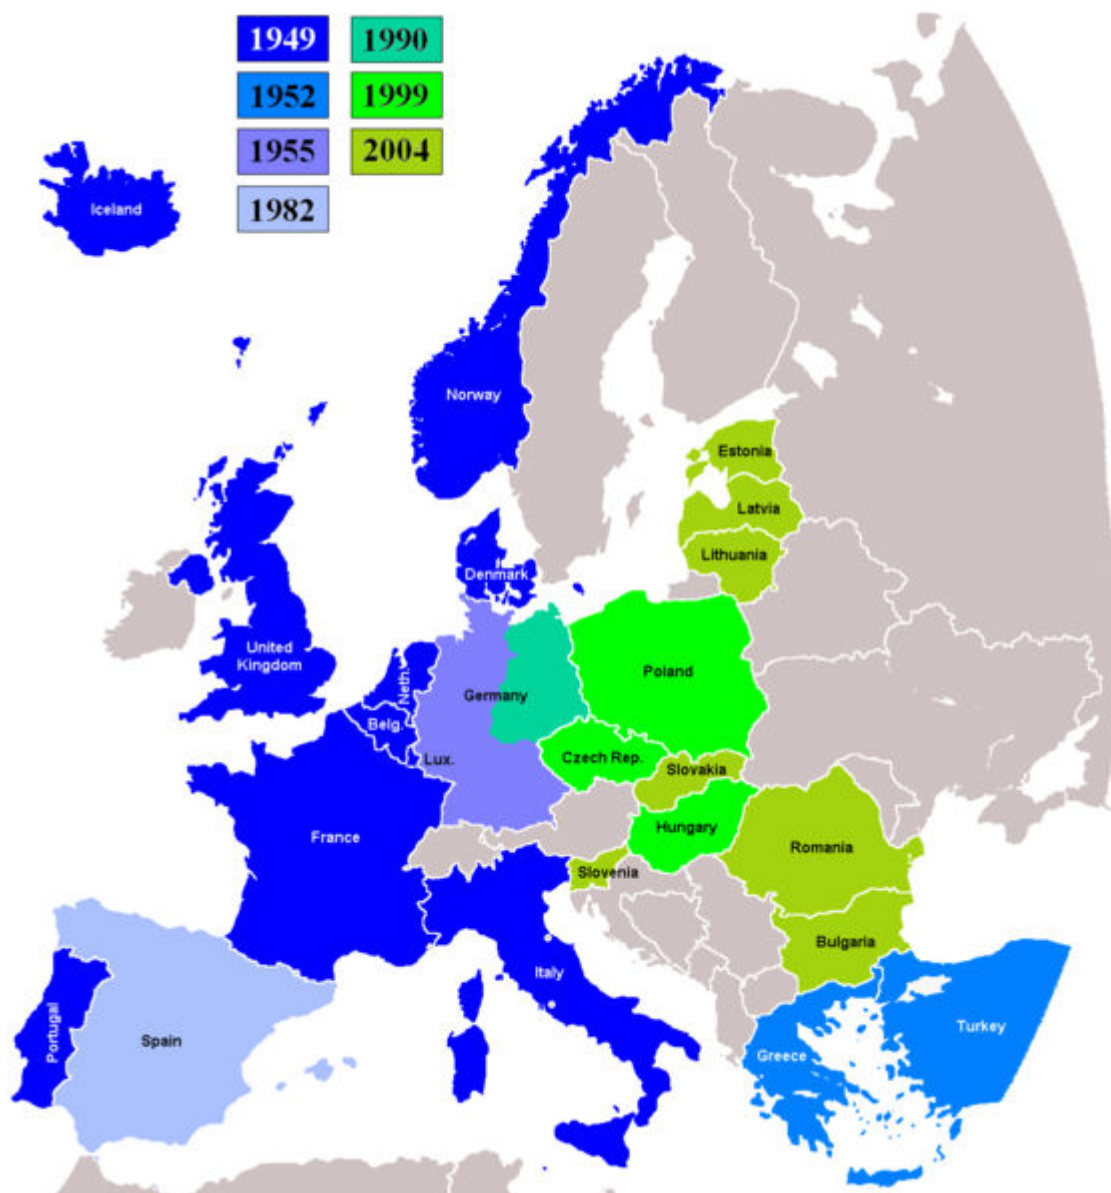 1949
1990
1952
1999
1955
2004
1982
Iceland
Norway
Estonia
Latvia
Lithuania
Denmark
United
Kingdom
Neth.
Poland
Germany
Belg.
Lux.
Czech Rep.
Slovakia
France
Hungary
Romania
Slovenia
Bulgaria
Italy
Portugal
Spain
Turkey
Greece